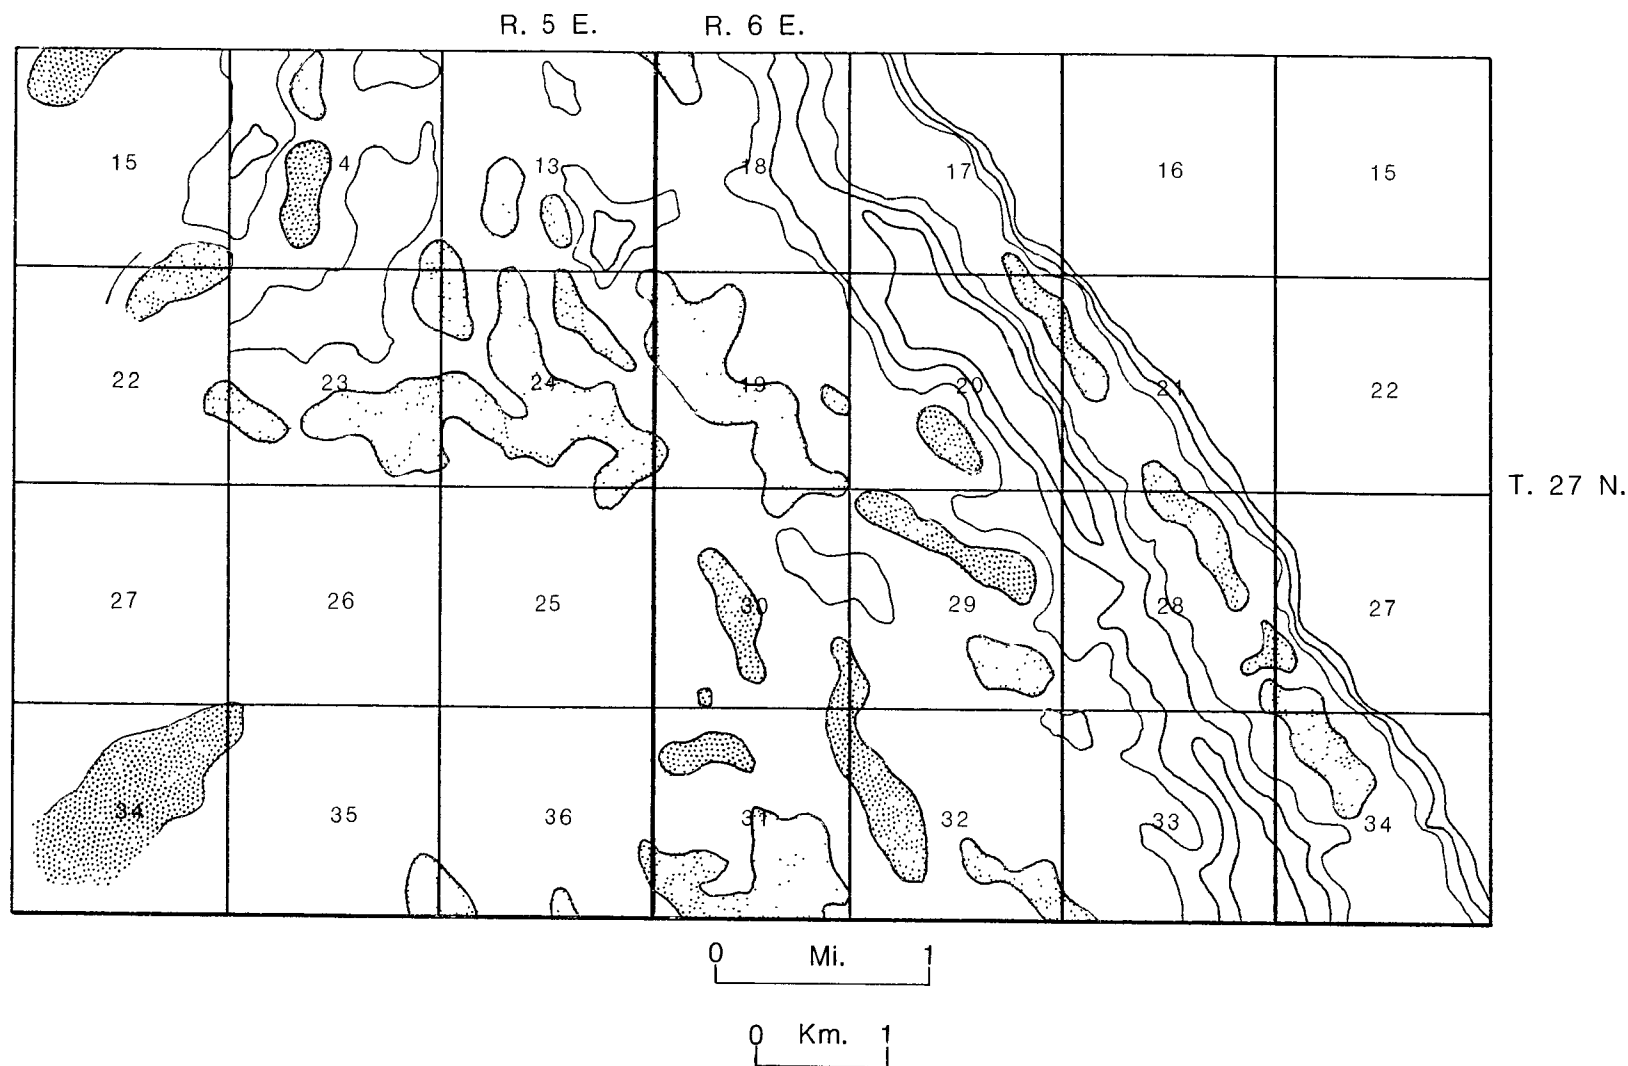 R. 5 E. R. 6 E.
15 4 13 18 17 16 15
22 23 24 19 20 21 22
T. 27 N.
27 26 25 30 29 28 27
34 35 36 31 32 33 34
0 Mi. 1
0 Km. 1